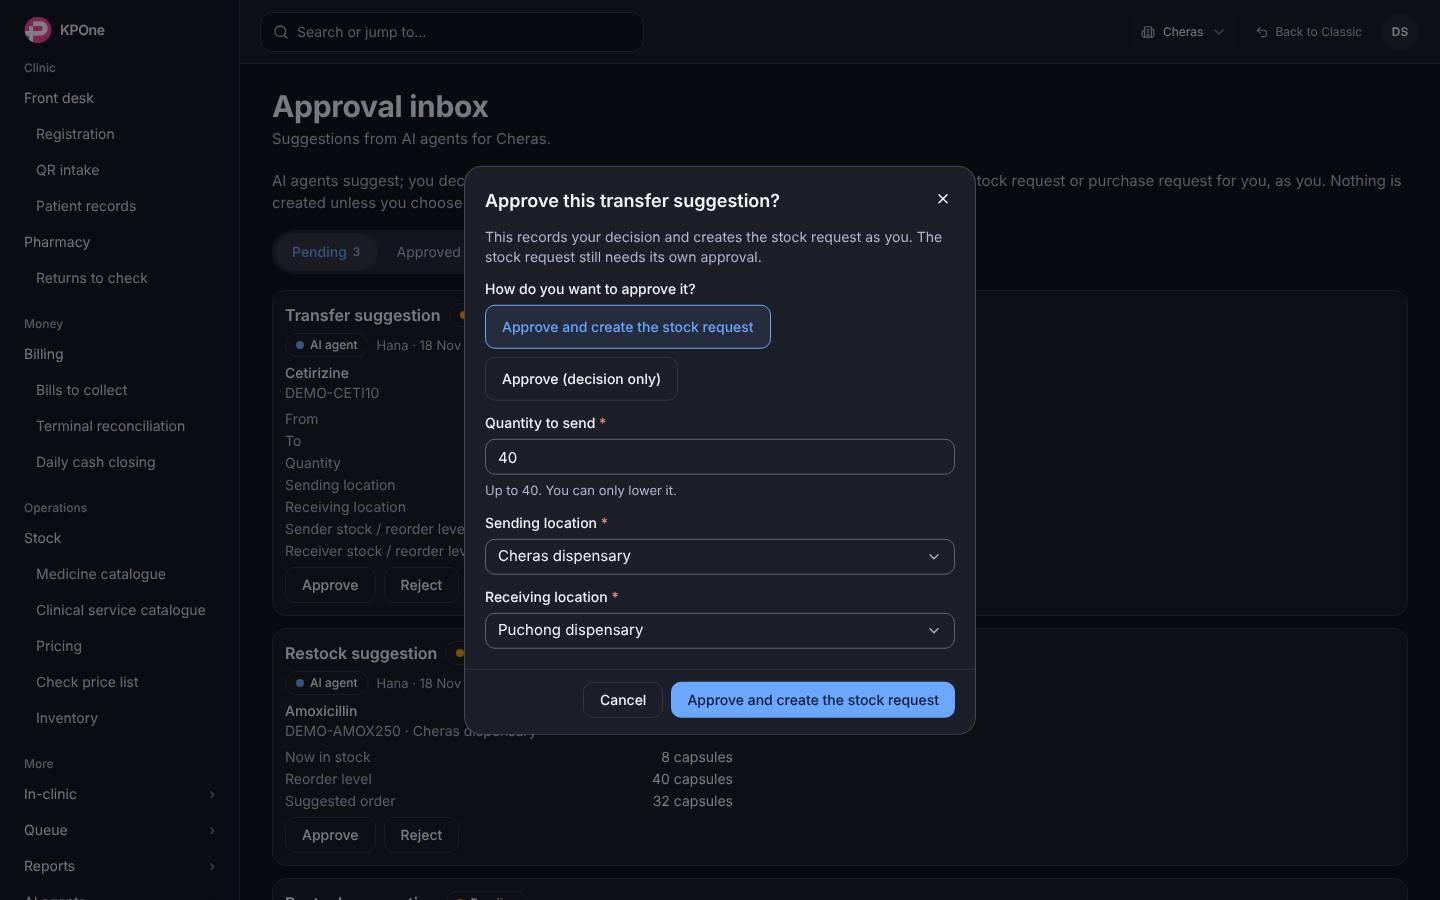 KPOne
Search or jump to...
Cheras
Back to Classic
DS
Clinic
Front desk
Registration
QR intake
Patient records
Pharmacy
Returns to check
Money
Billing
Bills to collect
Terminal reconciliation
Daily cash closing
Operations
Stock
Medicine catalogue
Clinical service catalogue
Pricing
Check price list
Inventory
More
In-clinic
Queue
Reports
AI agents
Approval inbox
Suggestions from AI agents for Cheras.
AI agents suggest; you dec
tock request or purchase request for you, as you. Nothing is
created unless you choose
Pending 3
Approved
Transfer suggestion
AI agent Hana · 18 Nov
Cetirizine
DEMO-CETI10
From
To
Quantity
Sending location
Receiving location
Sender stock / reorder leve
Receiver stock / reorder lev
Approve Reject
Approve this transfer suggestion?
This records your decision and creates the stock request as you. The
stock request still needs its own approval.
How do you want to approve it?
Approve and create the stock request
Approve (decision only)
Quantity to send *
40
Up to 40. You can only lower it.
Sending location *
Cheras dispensary
Receiving location *
Puchong dispensary
Cancel Approve and create the stock request
Restock suggestion
AI agent Hana · 18 Nov
Amoxicillin
DEMO-AMOX250 · Cheras dispensary
Now in stock 8 capsules
Reorder level 40 capsules
Suggested order 32 capsules
Approve Reject